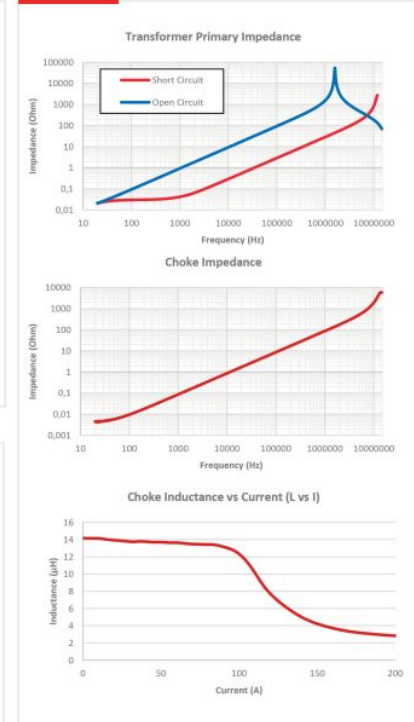 Transformer Primary Impedance
Impedance (Ohm)
100000
10000
1000
100
10
1
0,1
0,01
Short Circuit
Open Circuit
10 100 1000 10000 100000 1000000 10000000
Frequency (Hz)
Choke Impedance
Impedance (Ohm)
10000
1000
100
10
1
0,1
0,01
0,001
10 100 1000 10000 100000 1000000 10000000
Frequency (Hz)
Choke Inductance vs Current (L vs I)
Inductance (μH)
16
14
12
10
8
6
4
2
0
0 50 100 150 200
Current (A)